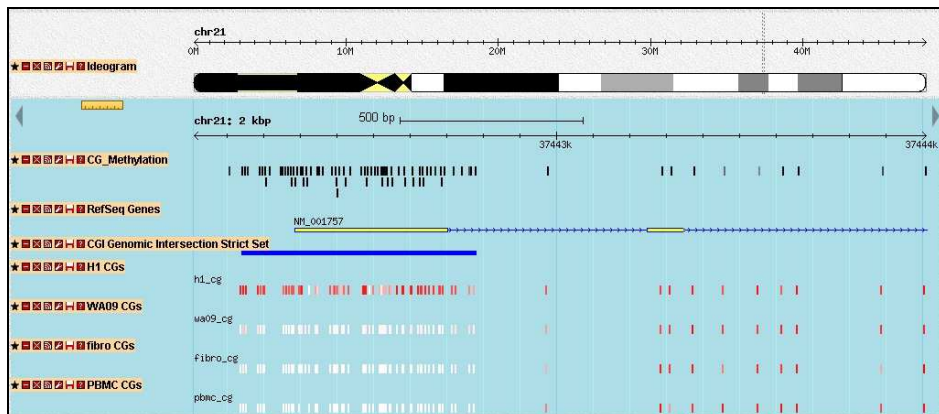 chr21
0M 10M 20M 30M 40M
Ideogram
chr21: 2 kbp 500 bp
37443k 37444k
CG_Methylation
RefSeq Genes
NM_001757
CGI Genomic Intersection Strict Set
H1 CGs
h1_cg
WA09 CGs
wa09_cg
fibro CGs
fibro_cg
PBMC CGs
pbmc_cg